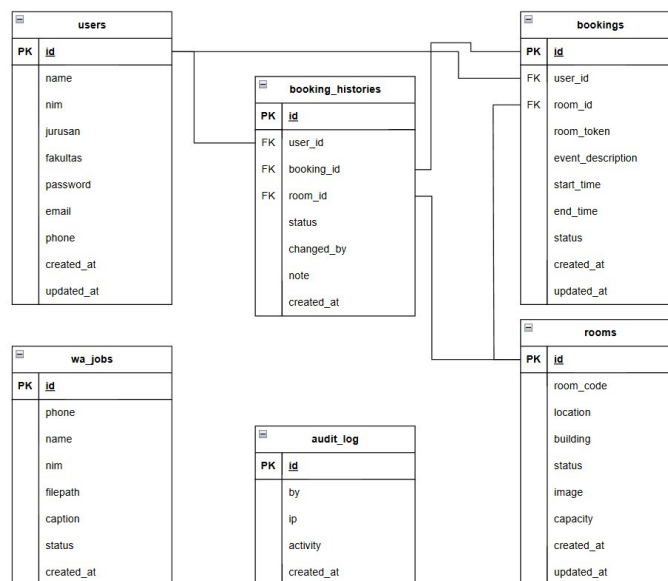 users
PK id
name
nim
jurusan
fakultas
password
email
phone
created_at
updated_at
booking_histories
PK id
FK user_id
FK booking_id
FK room_id
status
changed_by
note
created_at
bookings
PK id
FK user_id
FK room_id
room_token
event_description
start_time
end_time
status
created_at
updated_at
wa_jobs
PK id
phone
name
nim
filepath
caption
status
created_at
audit_log
PK id
by
ip
activity
created_at
rooms
PK id
room_code
location
building
status
image
capacity
created_at
updated_at